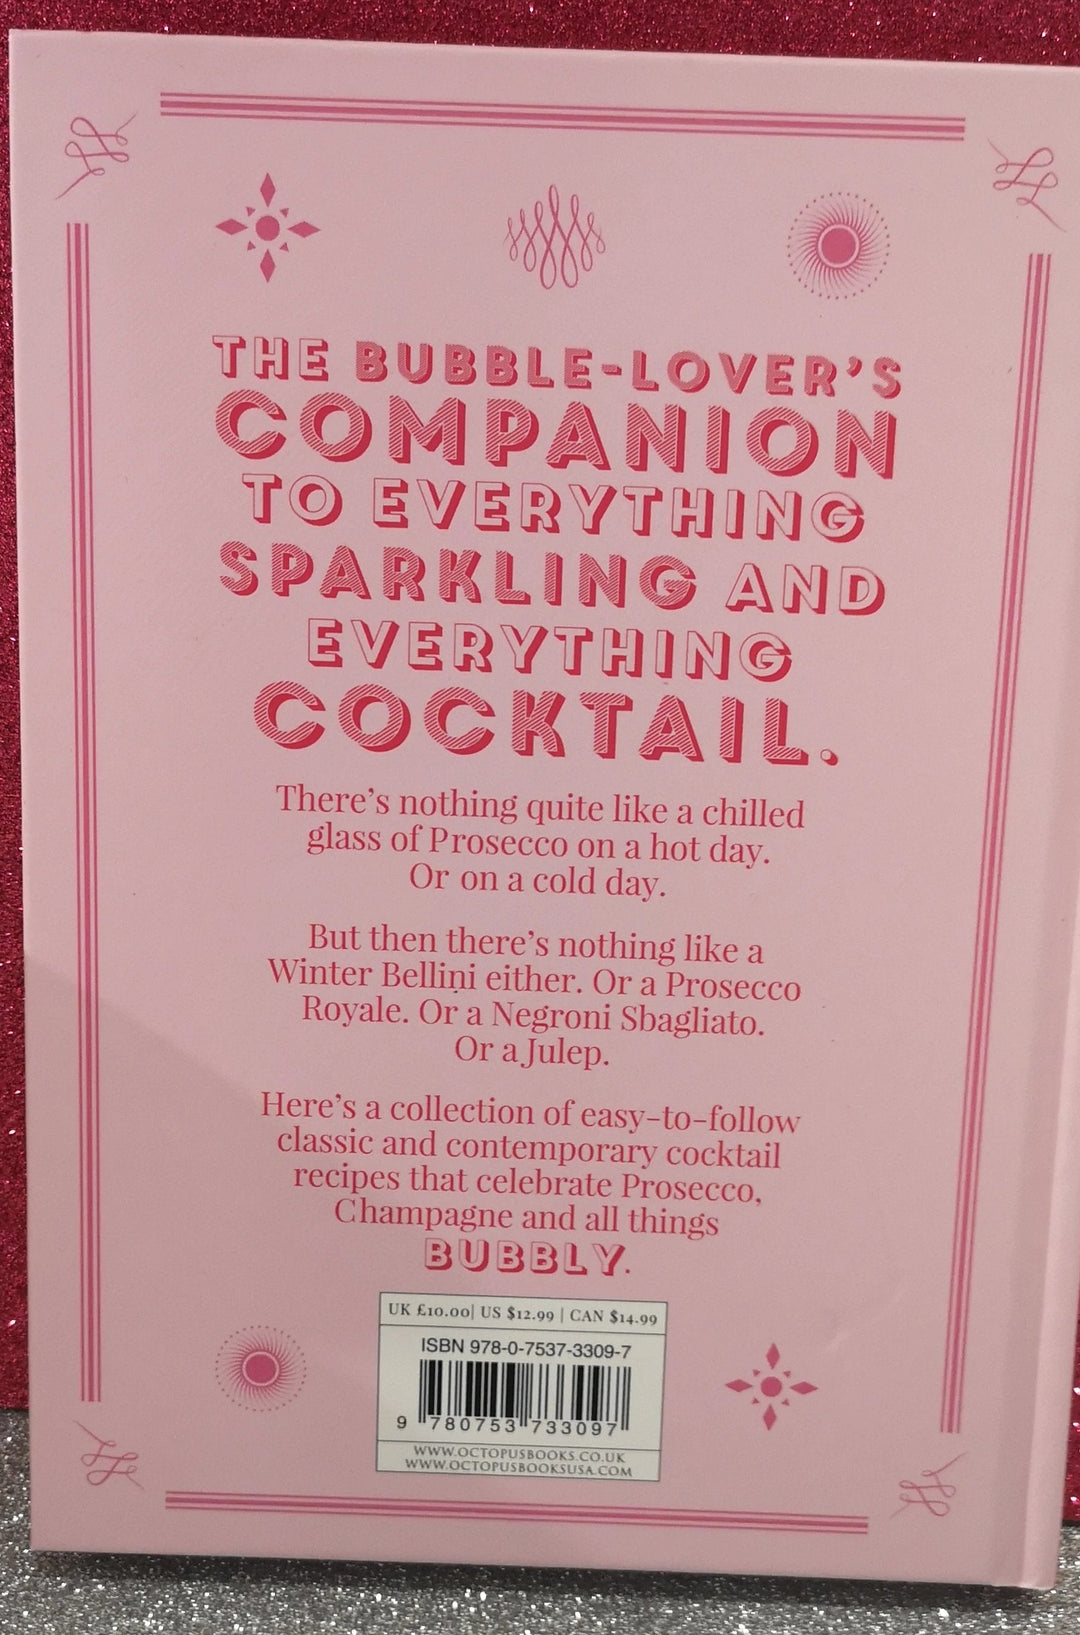 THE BUBBLE-LOVER'S
COMPANION
TO EVERYTHING
SPARKLING AND
EVERYTHING
COCKTAIL.
There's nothing quite like a chilled
glass of Prosecco on a hot day.
Or on a cold day.
But then there's nothing like a
Winter Bellini either. Or a Prosecco
Royale. Or a Negroni Sbagliato.
Or a Julep.
Here's a collection of easy-to-follow
classic and contemporary cocktail
recipes that celebrate Prosecco,
Champagne and all things
BUBBLY.
UK £10.00| US $12.99 | CAN $14.99
ISBN 978-0-7537-3309-7
9 780753 733097
WWW.OCTOPUSBOOKS.CO.UK
WWW.OCTOPUSBOOKSUSA.COM